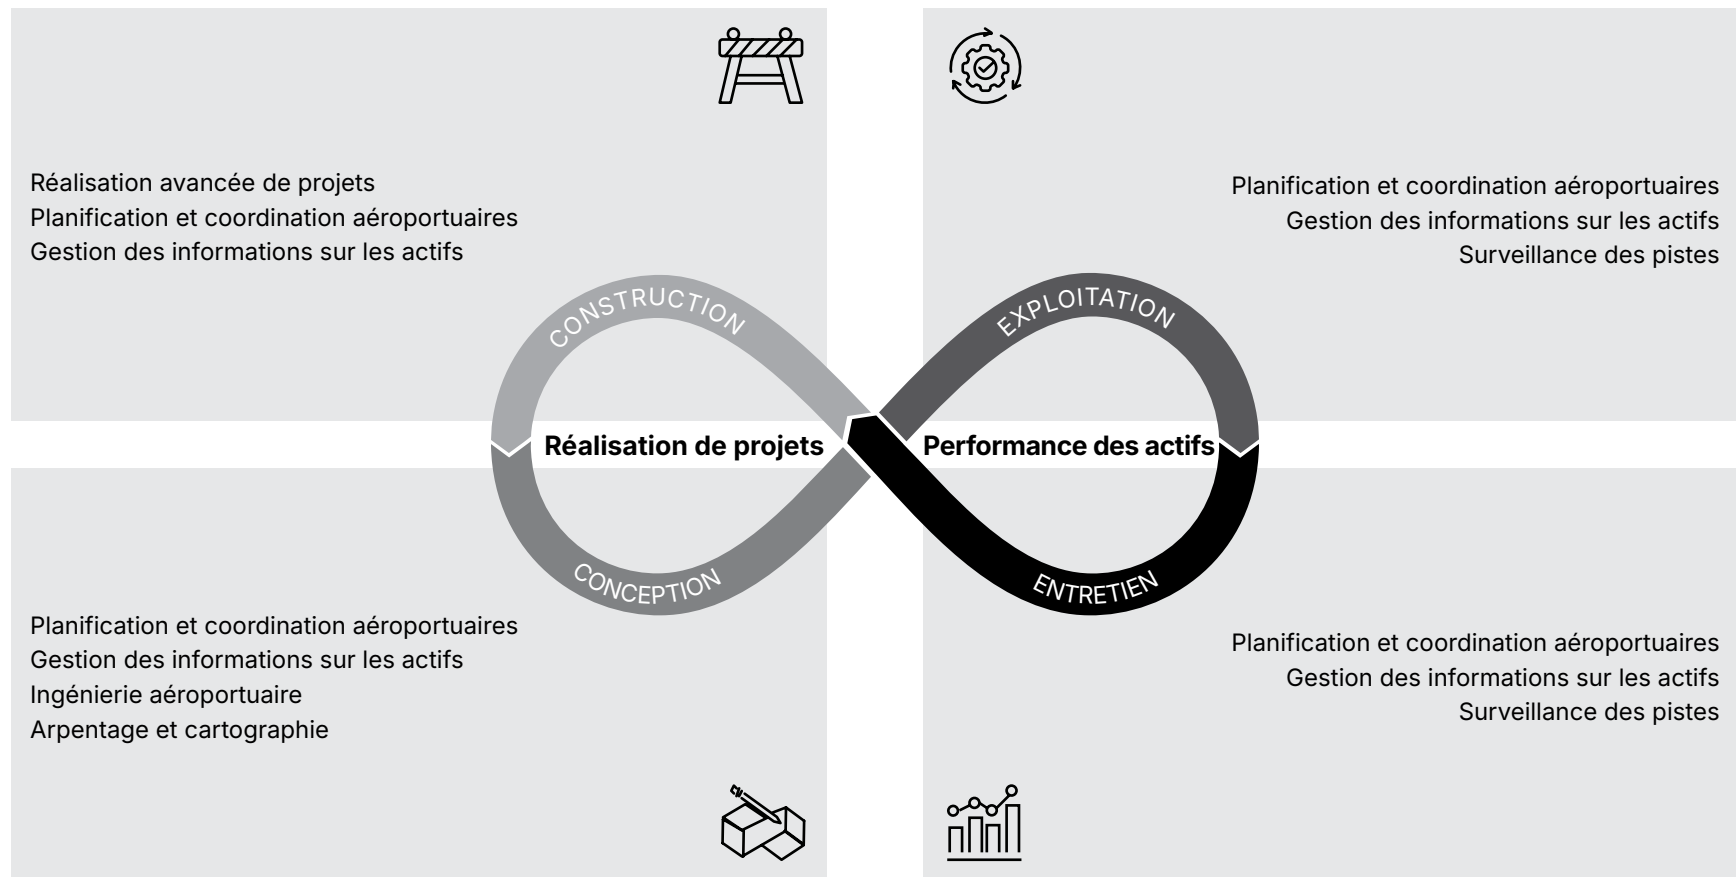 Réalisation avancée de projets
Planification et coordination aéroportuaires
Gestion des informations sur les actifs
Planification et coordination aéroportuaires
Gestion des informations sur les actifs
Surveillance des pistes
CONSTRUCTION
EXPLOITATION
Réalisation de projets
Performance des actifs
CONCEPTION
ENTRETIEN
Planification et coordination aéroportuaires
Gestion des informations sur les actifs
Ingénierie aéroportuaire
Arpentage et cartographie
Planification et coordination aéroportuaires
Gestion des informations sur les actifs
Surveillance des pistes